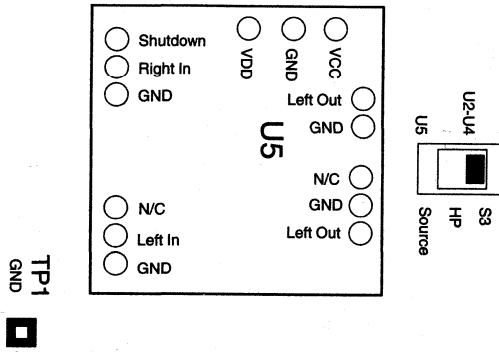 Shutdown
Right In
GND
VDD
GND
VCC
Left Out
GND
U5
N/C
GND
Left Out
N/C
Left In
GND
U5
U2-U4
Source
HP
S3
TP1
GND